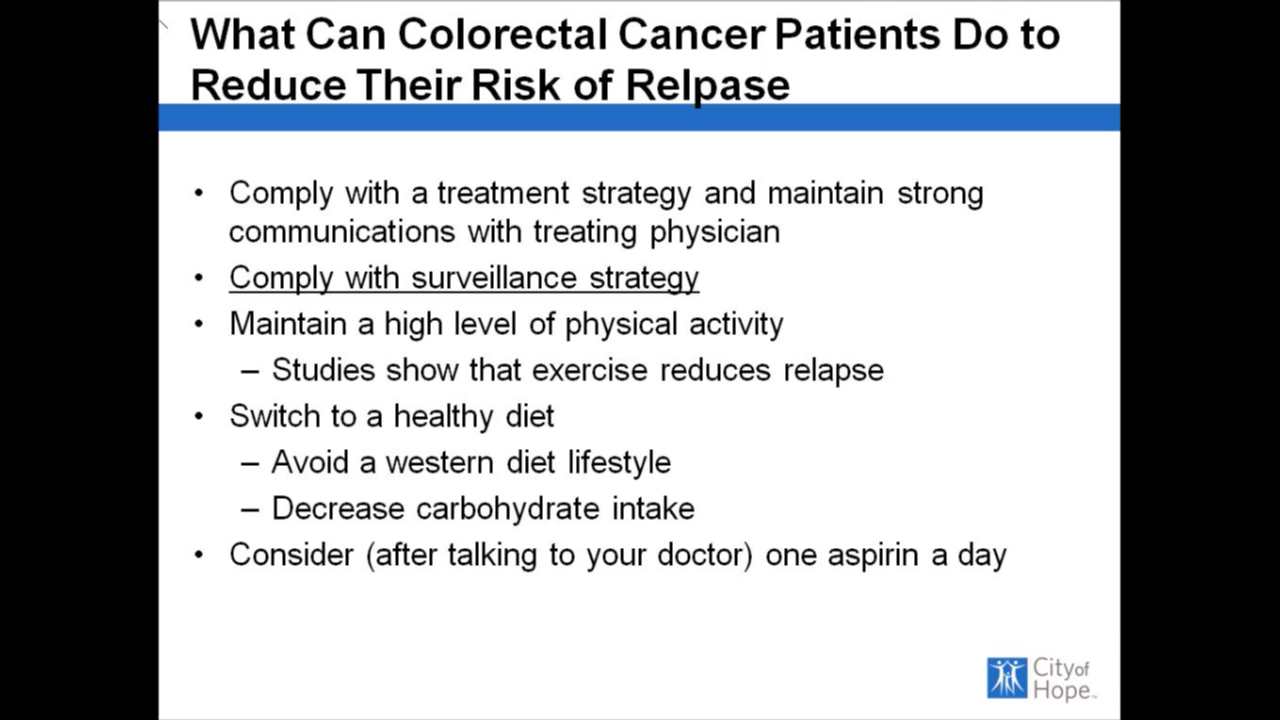 What Can Colorectal Cancer Patients Do to
Reduce Their Risk of Relpase
• Comply with a treatment strategy and maintain strong
communications with treating physician
• Comply with surveillance strategy
• Maintain a high level of physical activity
– Studies show that exercise reduces relapse
• Switch to a healthy diet
– Avoid a western diet lifestyle
– Decrease carbohydrate intake
• Consider (after talking to your doctor) one aspirin a day
City of
Hope™